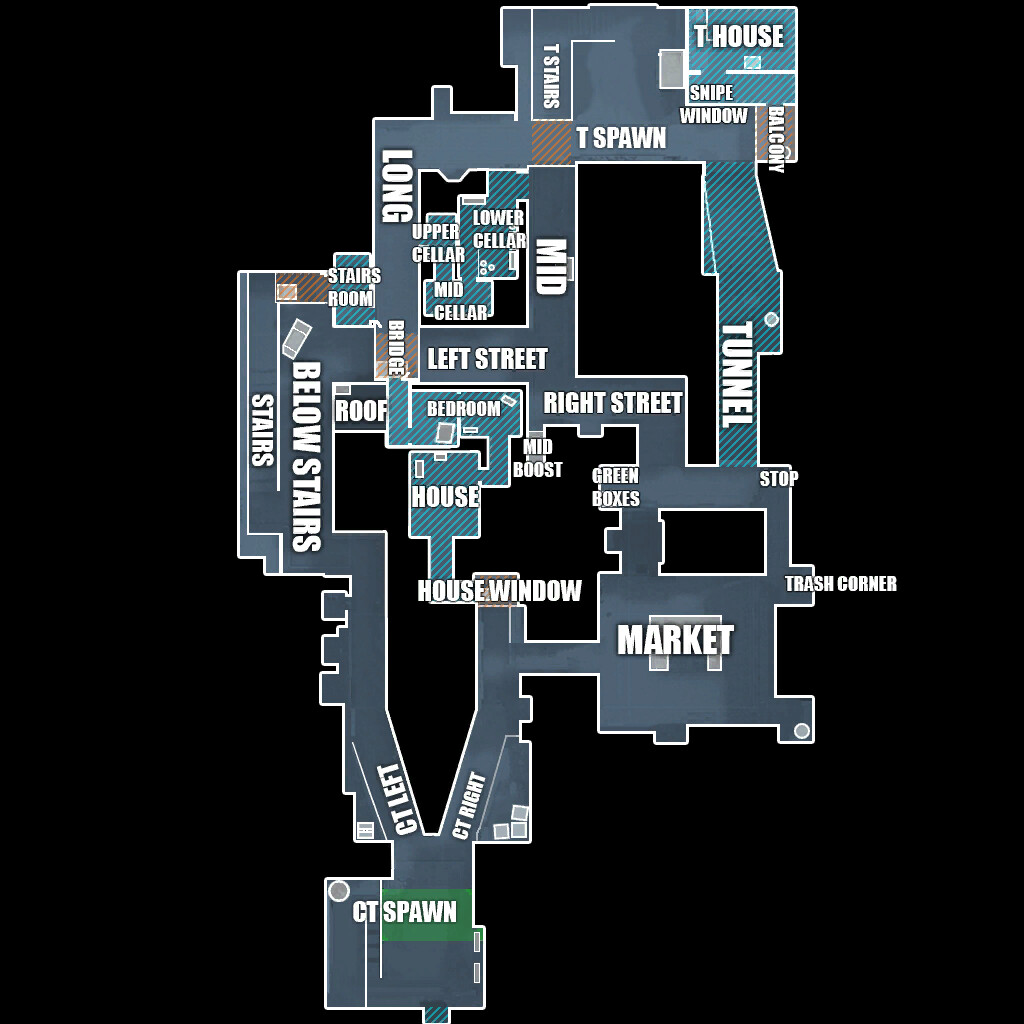 T HOUSE
T STAIRS
SNIPE
WINDOW
T SPAWN
BALCONY
LONG
LOWER
CELLAR
UPPER
CELLAR
MID
MID
CELLAR
STAIRS
ROOM
BRIDGE
LEFT STREET
TUNNEL
BELOW STAIRS
STAIRS
ROOF
BEDROOM
RIGHT STREET
MID
BOOST
GREEN
BOXES
STOP
HOUSE
HOUSE WINDOW
TRASH CORNER
MARKET
CT LEFT
CT RIGHT
CT SPAWN